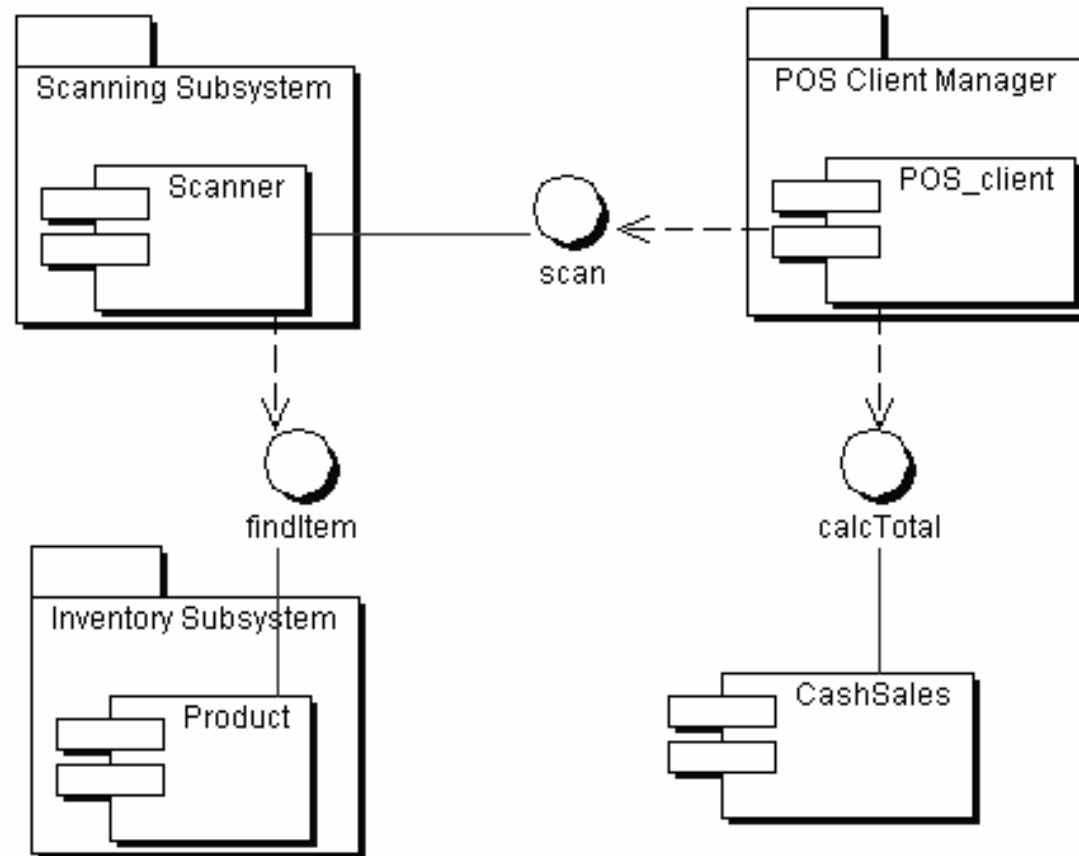 Scanning Subsystem
POS Client Manager
Scanner
POS_client
scan
findItem
calcTotal
Inventory Subsystem
Product
CashSales